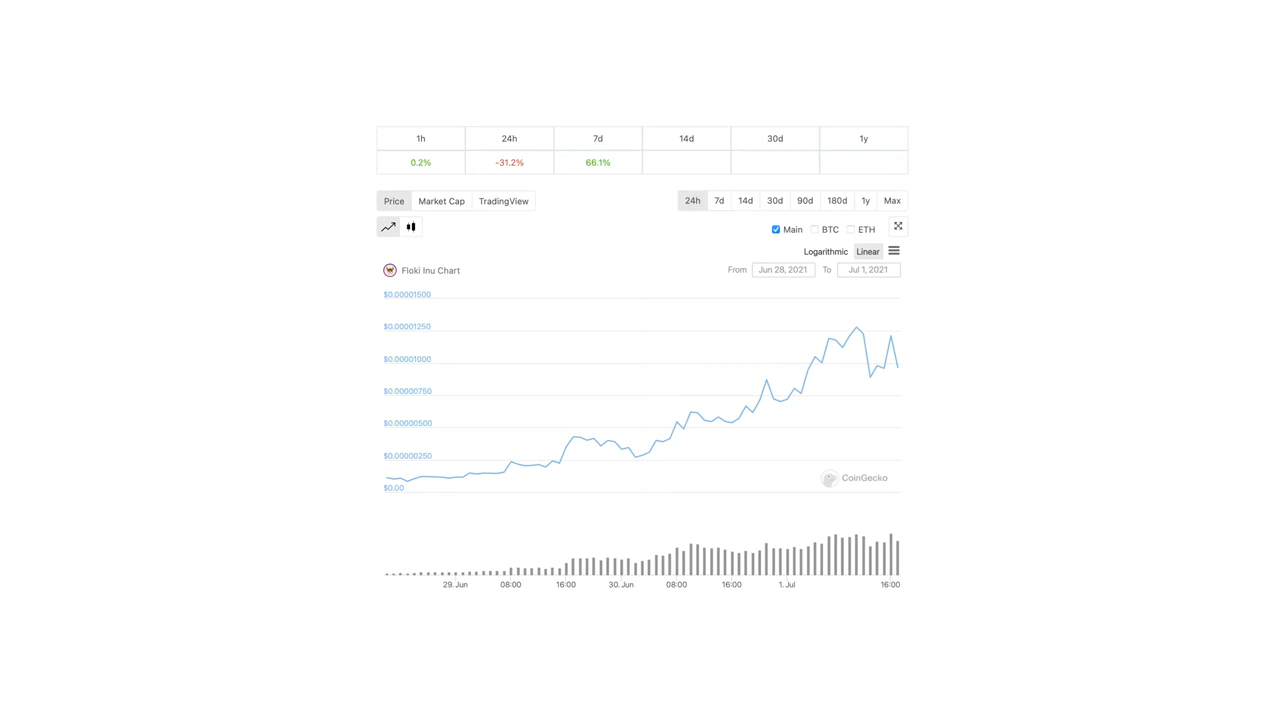 1h 24h 7d 14d 30d 1y
0.2% -31.2% 66.1%
Price Market Cap TradingView 24h 7d 14d 30d 90d 180d 1y Max
Main BTC ETH
Logarithmic Linear
Floki Inu Chart From Jun 28, 2021 To Jul 1, 2021
$0.00001500
$0.00001250
$0.00001000
$0.00000750
$0.00000500
$0.00000250
CoinGecko
$0.00
29. Jun 08:00 16:00 30. Jun 08:00 16:00 1. Jul 16:00